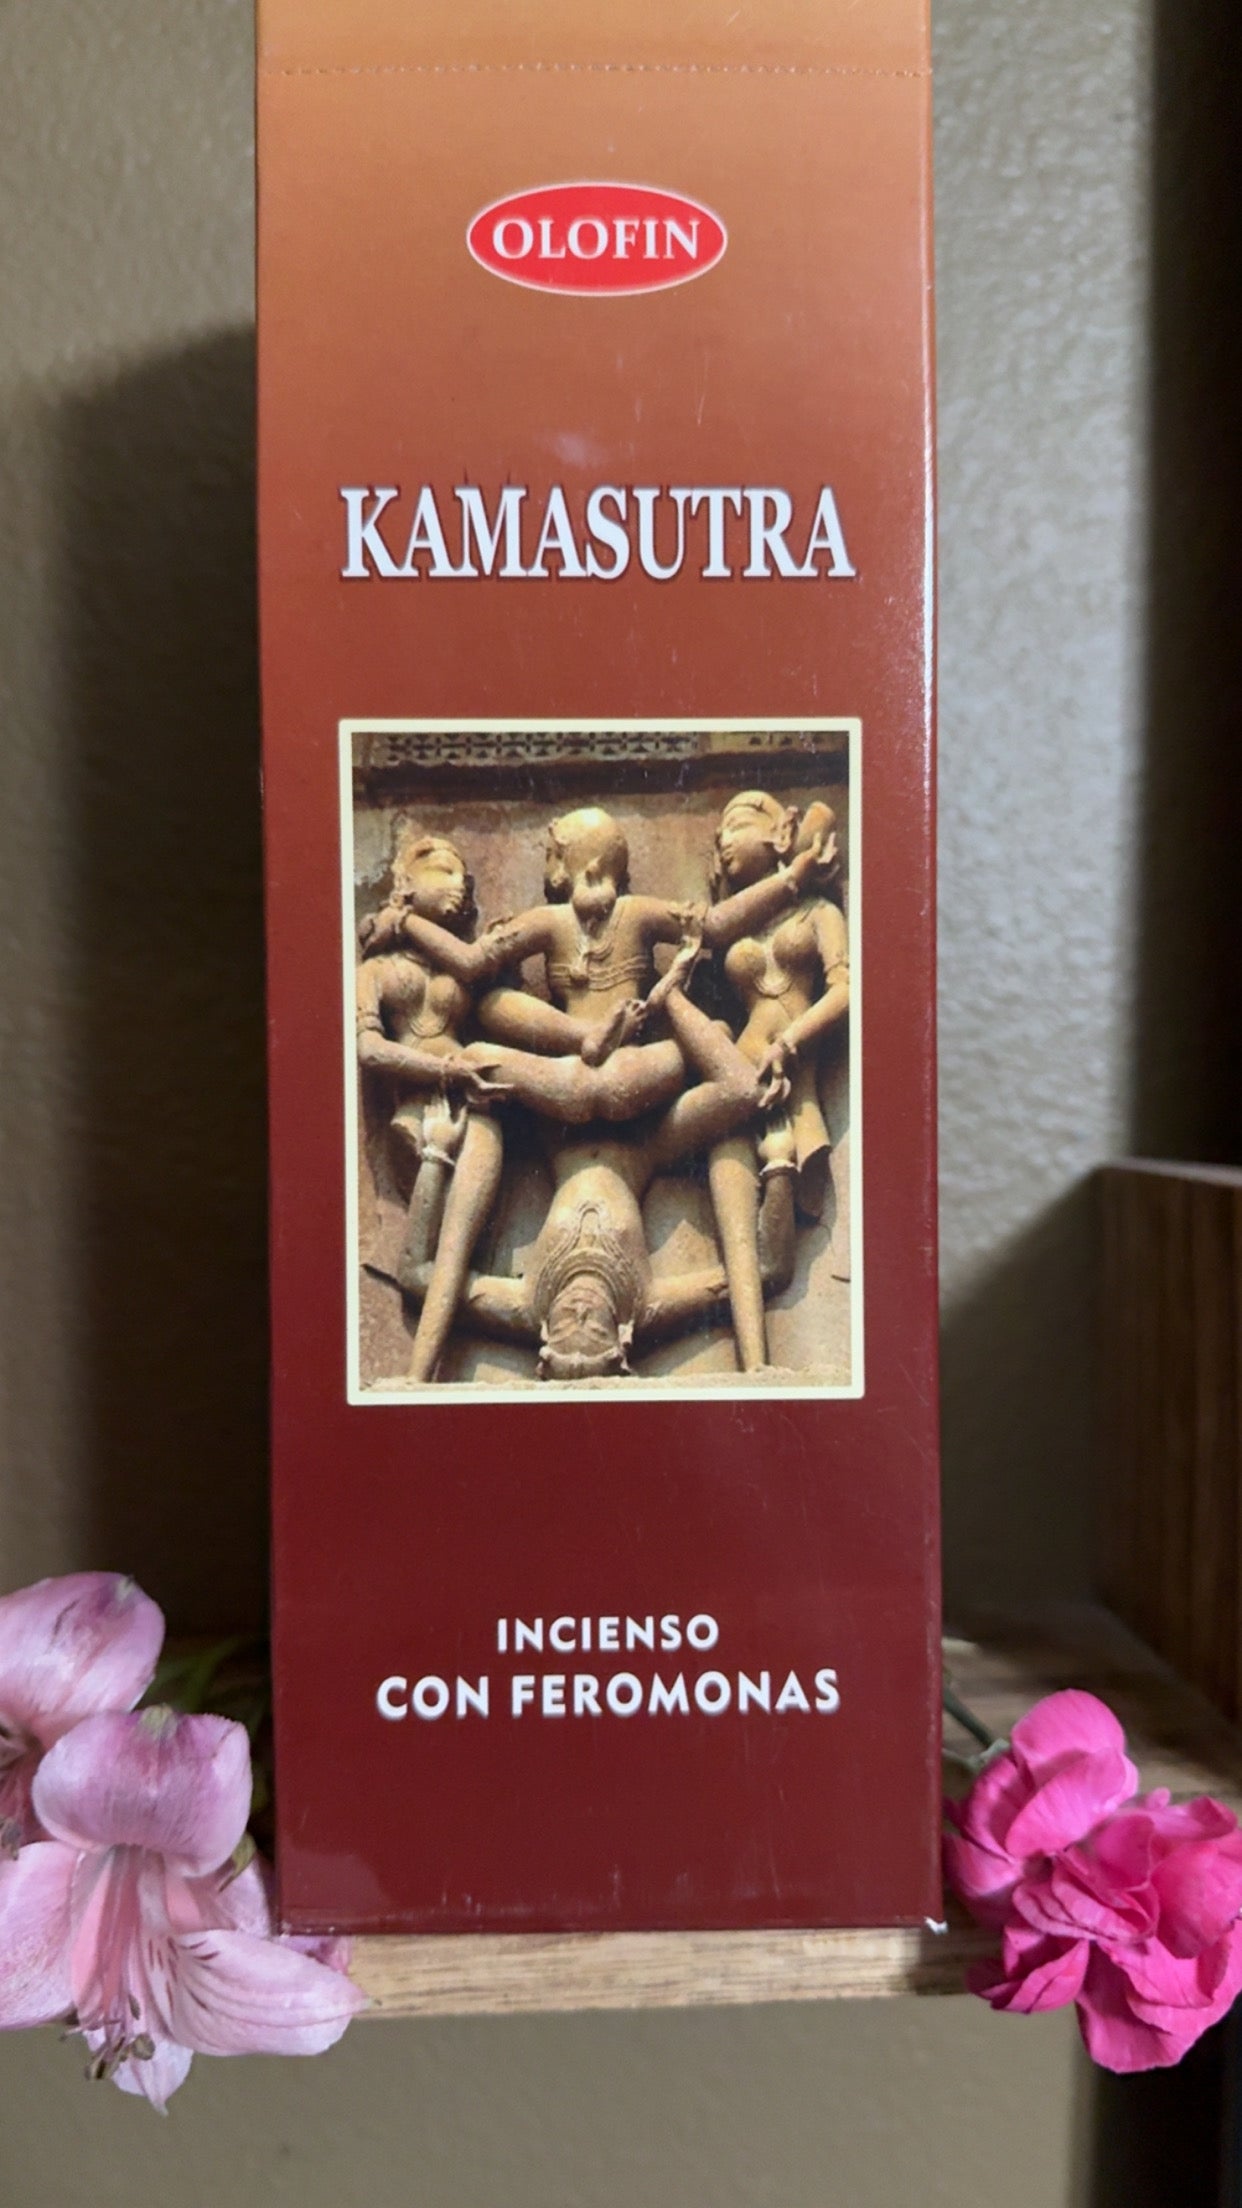 OLOFIN
KAMASUTRA
INCIENSO
CON FEROMONAS